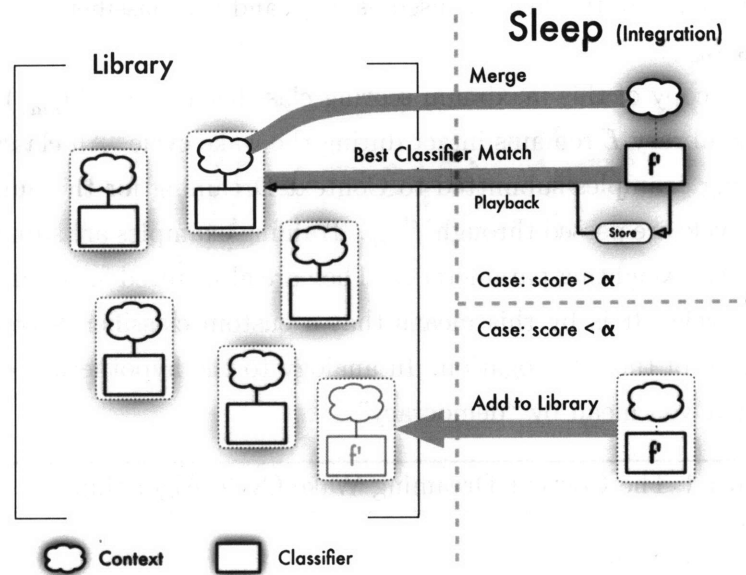 Sleep (Integration)
Library
Merge
Best Classifier Match
f'
Playback
Store
Case: score > α
Case: score < α
Add to Library
f'
f'
Context
Classifier